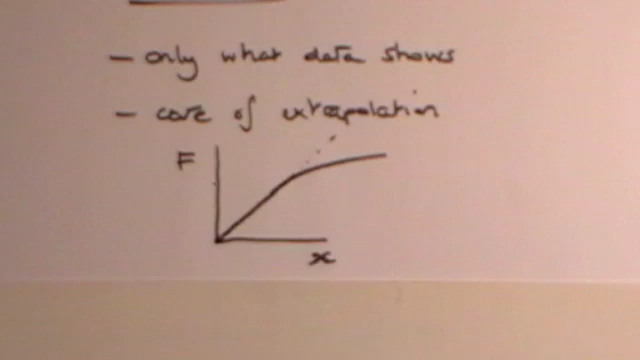 - only what data shows
- care of extrapolation
F
x